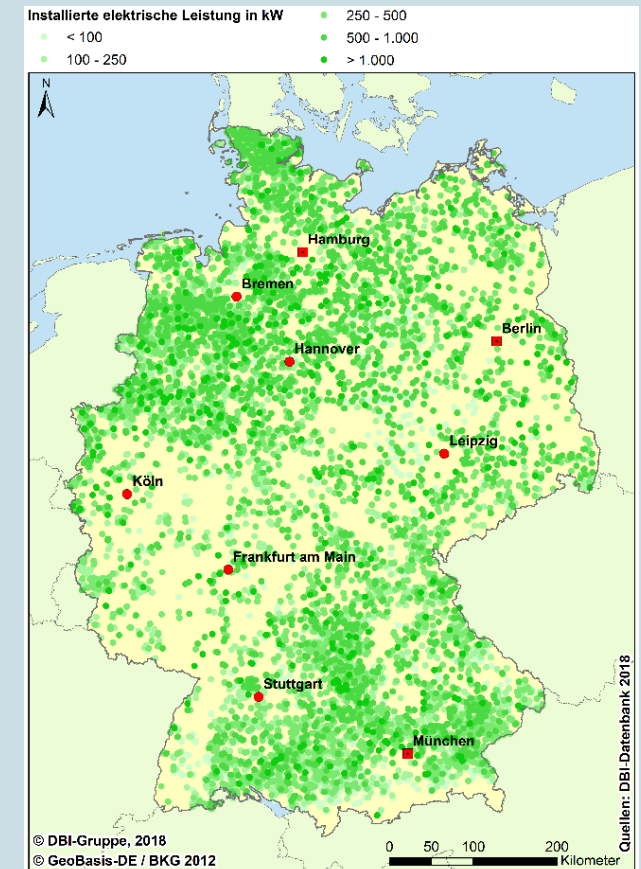 Installierte elektrische Leistung in kW
< 100
100 - 250
250 - 500
500 - 1.000
> 1.000
N
Hamburg
Bremen
Berlin
Hannover
Leipzig
Köln
Frankfurt am Main
Stuttgart
München
Quellen: DBI-Datenbank 2018
© DBI-Gruppe, 2018
© GeoBasis-DE / BKG 2012
0 50 100 200
Kilometer